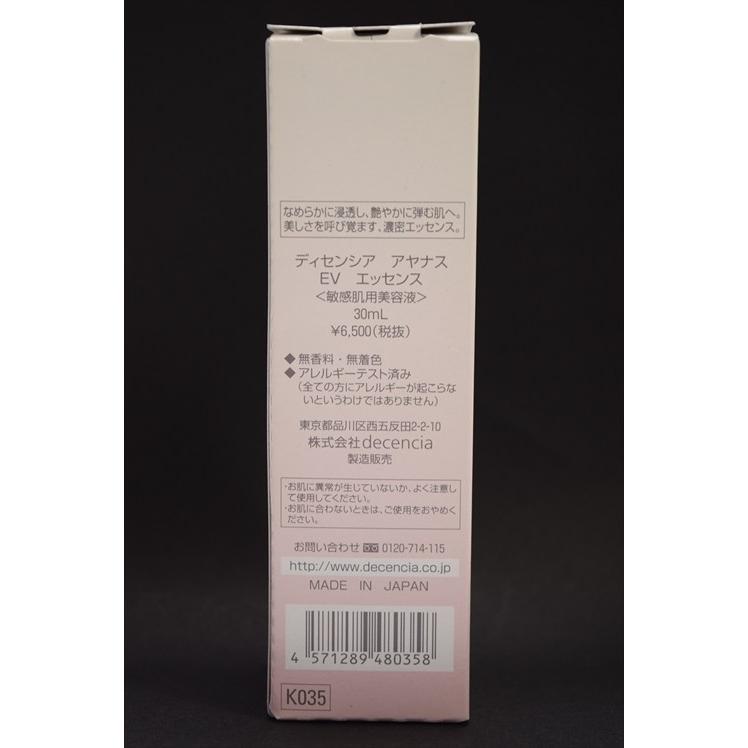 なめらかに浸透し、艶やかに弾む肌へ。
美しさを呼び覚ます、濃密エッセンス。
ディセンシア アヤナス
EV エッセンス
<敏感肌用美容液>
30mL
¥6,500(税抜)
◆無香料・無着色
◆アレルギーテスト済み
(全ての方にアレルギーが起こらな
いというわけではありません)
東京都品川区西五反田2-2-10
株式会社decencia
製造販売
・お肌に異常が生じていないか、よく注意し
て使用してください。
・お肌に合わないときは、ご使用をおやめく
ださい。
お問い合わせ 0120-714-115
http://www.decencia.co.jp
MADE IN JAPAN
4 571289 480358
K035